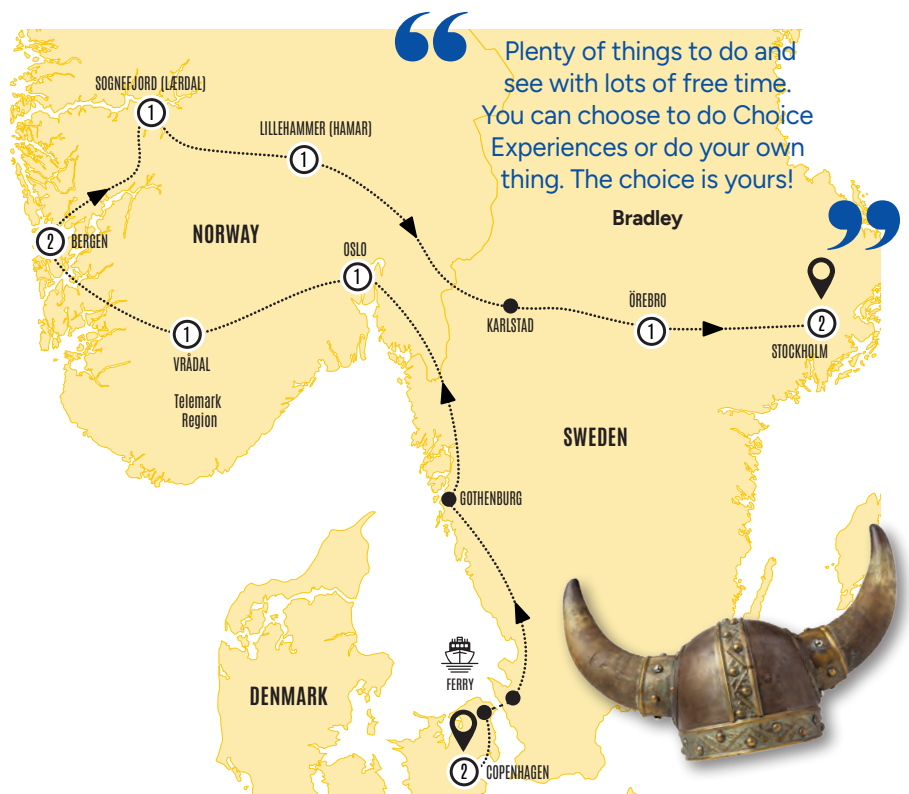 “
Plenty of things to do and
see with lots of free time.
You can choose to do Choice
Experiences or do your own
thing. The choice is yours!
”
Bradley
SOGNEFJORD (LÆRDAL)
1
LILLEHAMMER (HAMAR)
1
NORWAY
2 BERGEN
OSLO
1
1
VRÅDAL
Telemark
Region
KARLSTAD
ÖREBRO
1
2
STOCKHOLM
SWEDEN
GOTHENBURG
DENMARK
FERRY
2 COPENHAGEN